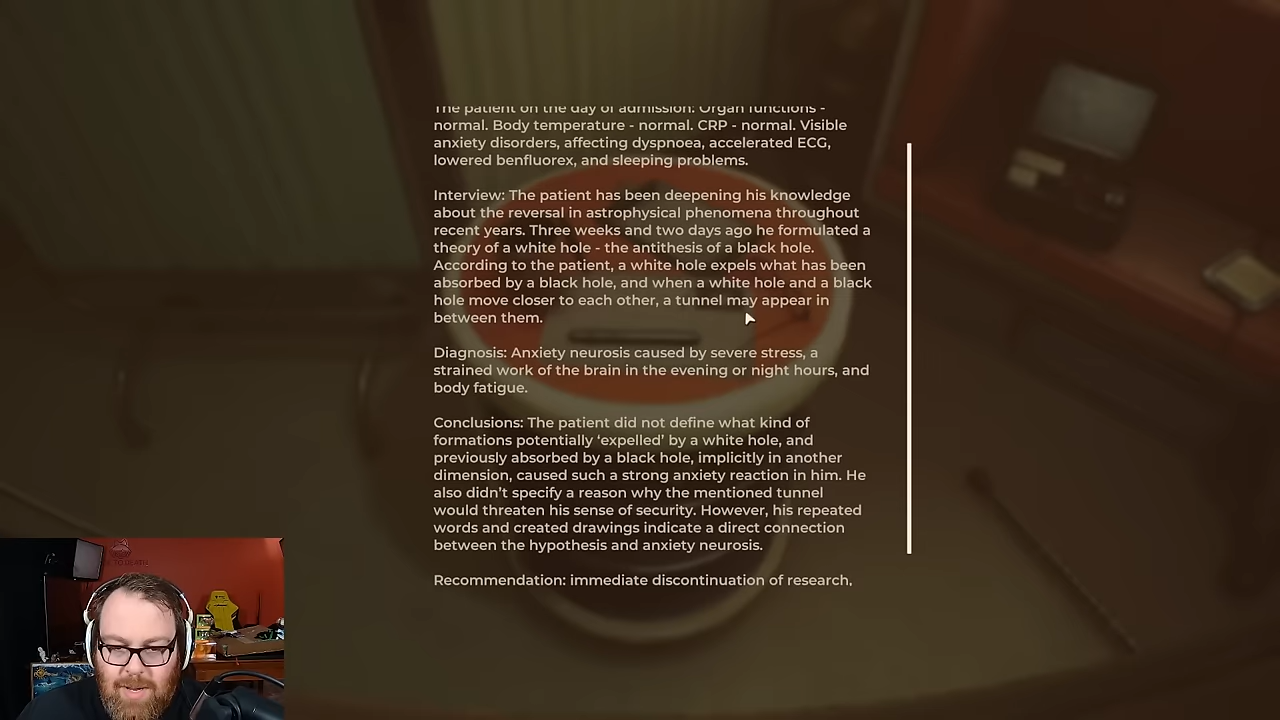 The patient on the day of admission: Organ functions -
normal. Body temperature - normal. CRP - normal. Visible
anxiety disorders, affecting dyspnoea, accelerated ECG,
lowered benfluorex, and sleeping problems.
Interview: The patient has been deepening his knowledge
about the reversal in astrophysical phenomena throughout
recent years. Three weeks and two days ago he formulated a
theory of a white hole - the antithesis of a black hole.
According to the patient, a white hole expels what has been
absorbed by a black hole, and when a white hole and a black
hole move closer to each other, a tunnel may appear in
between them.
Diagnosis: Anxiety neurosis caused by severe stress, a
strained work of the brain in the evening or night hours, and
body fatigue.
Conclusions: The patient did not define what kind of
formations potentially ‘expelled’ by a white hole, and
previously absorbed by a black hole, implicitly in another
dimension, caused such a strong anxiety reaction in him. He
also didn’t specify a reason why the mentioned tunnel
would threaten his sense of security. However, his repeated
words and created drawings indicate a direct connection
between the hypothesis and anxiety neurosis.
Recommendation: immediate discontinuation of research,